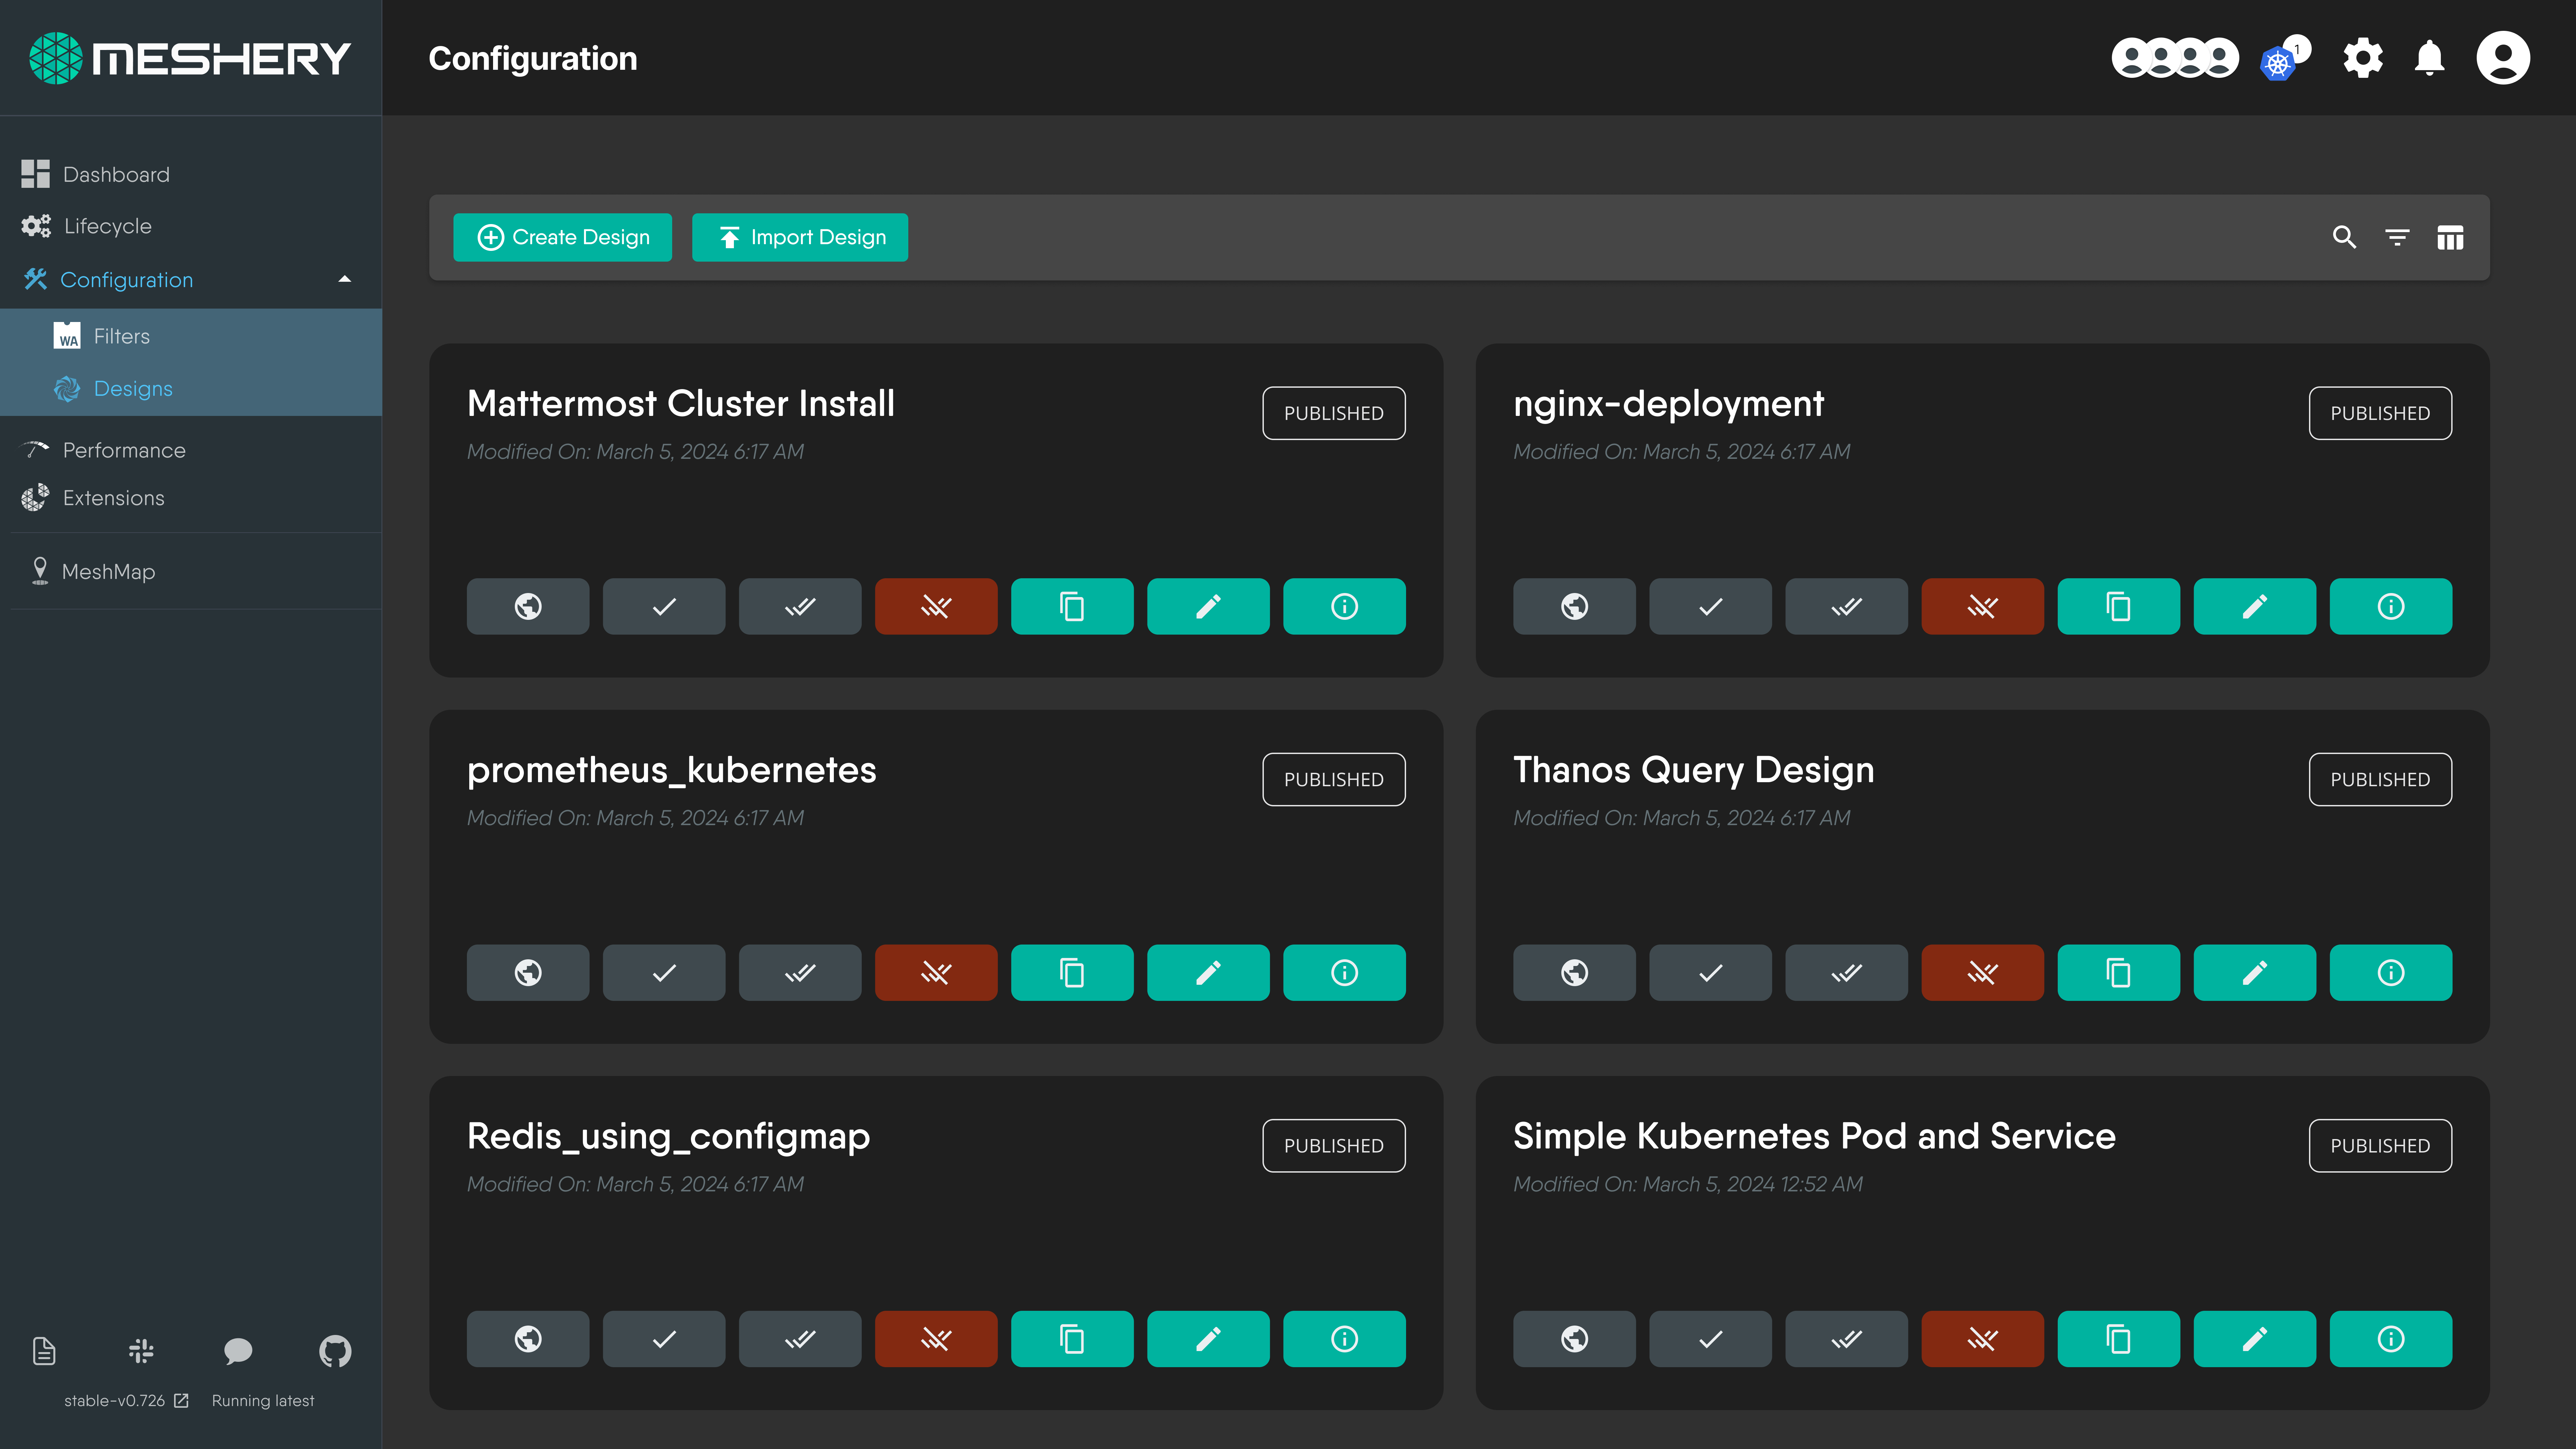 MESHERY
Configuration
1
Dashboard
Lifecycle
Configuration
WA
Filters
Designs
Performance
Extensions
MeshMap
Create Design
Import Design
Mattermost Cluster Install
PUBLISHED
Modified On: March 5, 2024 6:17 AM
nginx-deployment
PUBLISHED
Modified On: March 5, 2024 6:17 AM
prometheus_kubernetes
PUBLISHED
Modified On: March 5, 2024 6:17 AM
Thanos Query Design
PUBLISHED
Modified On: March 5, 2024 6:17 AM
Redis_using_configmap
PUBLISHED
Modified On: March 5, 2024 6:17 AM
Simple Kubernetes Pod and Service
PUBLISHED
Modified On: March 5, 2024 12:52 AM
stable-v0.726
Running latest